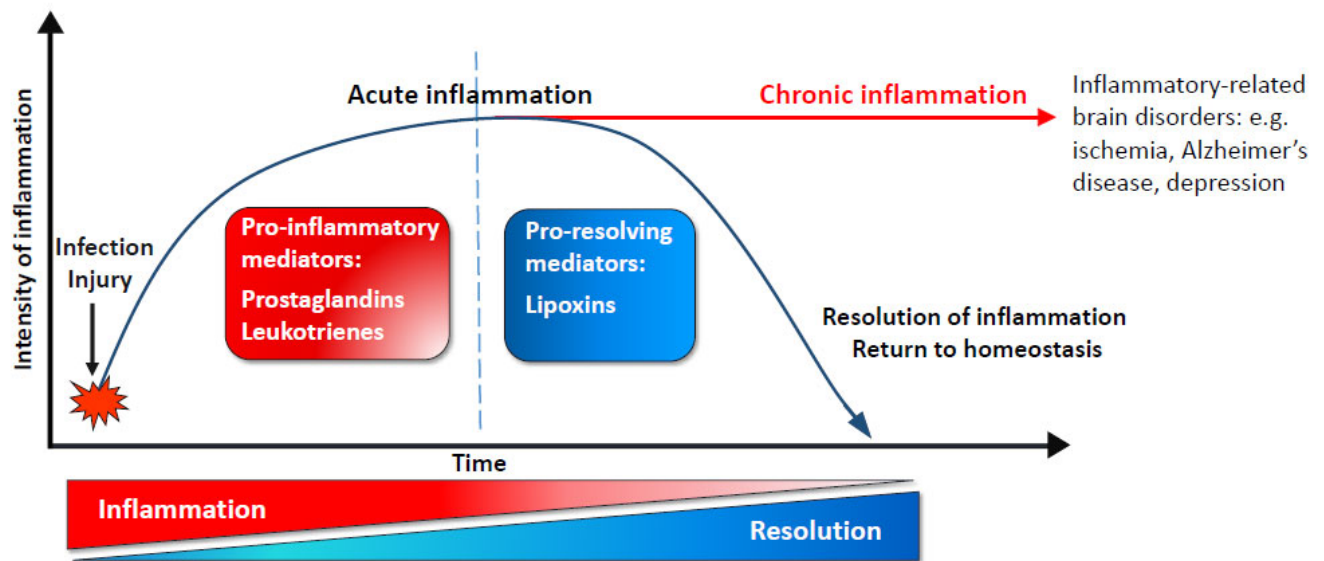 Intensity of inflammation
Infection
Injury
Acute inflammation
Pro-inflammatory
mediators:
Prostaglandins
Leukotrienes
Pro-resolving
mediators:
Lipoxins
Chronic inflammation
Inflammatory-related
brain disorders: e.g.
ischemia, Alzheimer’s
disease, depression
Resolution of inflammation
Return to homeostasis
Time
Inflammation
Resolution